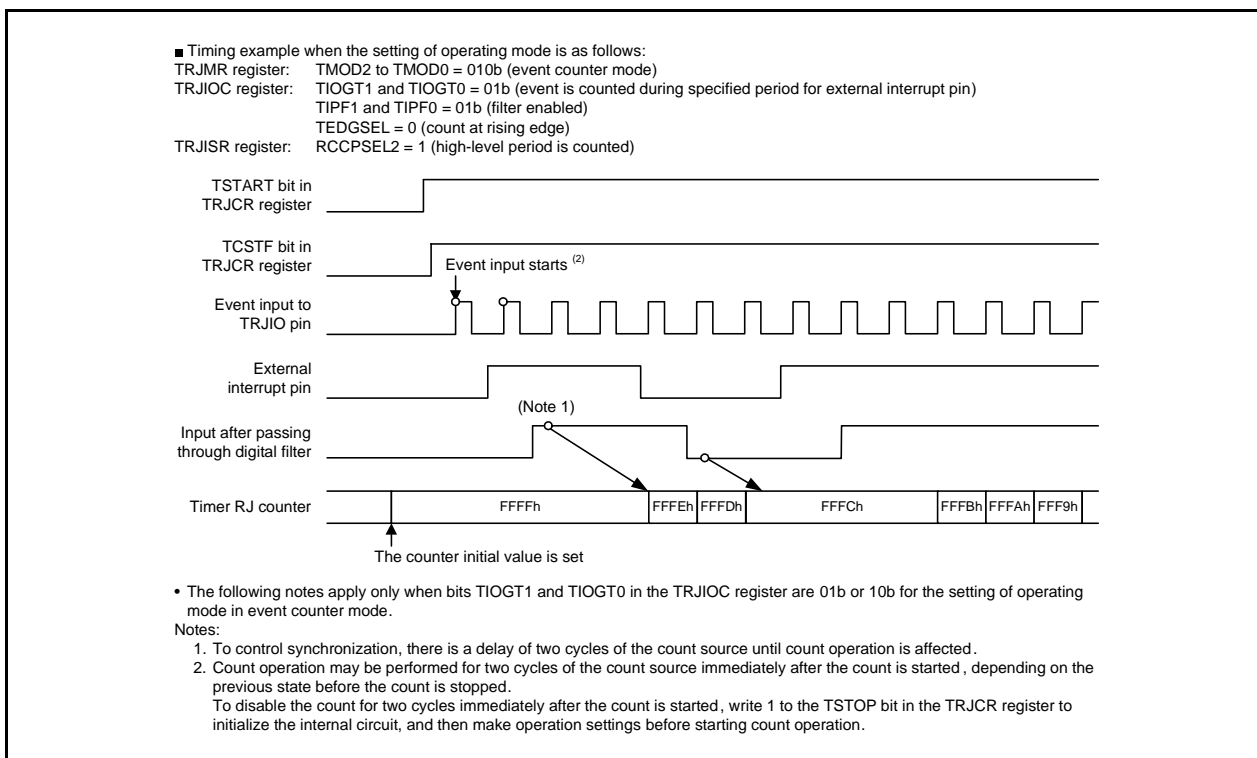 ■ Timing example when the setting of operating mode is as follows:
TRJMR register: TMOD2 to TMOD0 = 010b (event counter mode)
TRJIOC register: TIOGT1 and TIOGT0 = 01b (event is counted during specified period for external interrupt pin)
TIPF1 and TIPF0 = 01b (filter enabled)
TEDGSEL = 0 (count at rising edge)
TRJISR register: RCCPSEL2 = 1 (high-level period is counted)
TSTART bit in
TRJCR register
TCSTF bit in
TRJCR register
Event input starts (2)
Event input to
TRJIO pin
External
interrupt pin
(Note 1)
Input after passing
through digital filter
Timer RJ counter FFFFh FFFEh FFFDh FFFCh FFFBh FFFAh FFF9h
The counter initial value is set
• The following notes apply only when bits TIOGT1 and TIOGT0 in the TRJIOC register are 01b or 10b for the setting of operating
mode in event counter mode.
Notes:
1. To control synchronization, there is a delay of two cycles of the count source until count operation is affected.
2. Count operation may be performed for two cycles of the count source immediately after the count is started, depending on the
previous state before the count is stopped.
To disable the count for two cycles immediately after the count is started, write 1 to the TSTOP bit in the TRJCR register to
initialize the internal circuit, and then make operation settings before starting count operation.